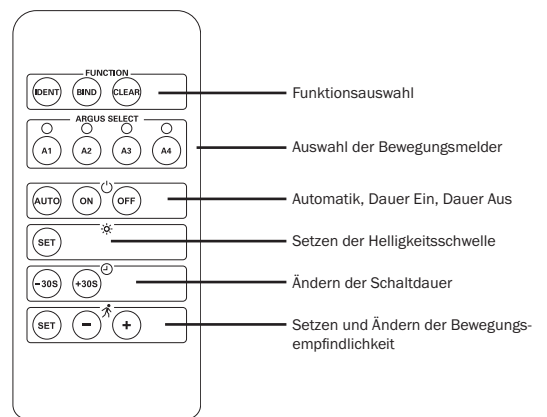 FUNCTION
IDENT BIND CLEAR
Funktionsauswahl
ARGUS SELECT
A1 A2 A3 A4
Auswahl der Bewegungsmelder
AUTO ON OFF
Automatik, Dauer Ein, Dauer Aus
SET
Setzen der Helligkeitsschwelle
-30S +30S
Ändern der Schaltdauer
SET - +
Setzen und Ändern der Bewegungs-
empfindlichkeit